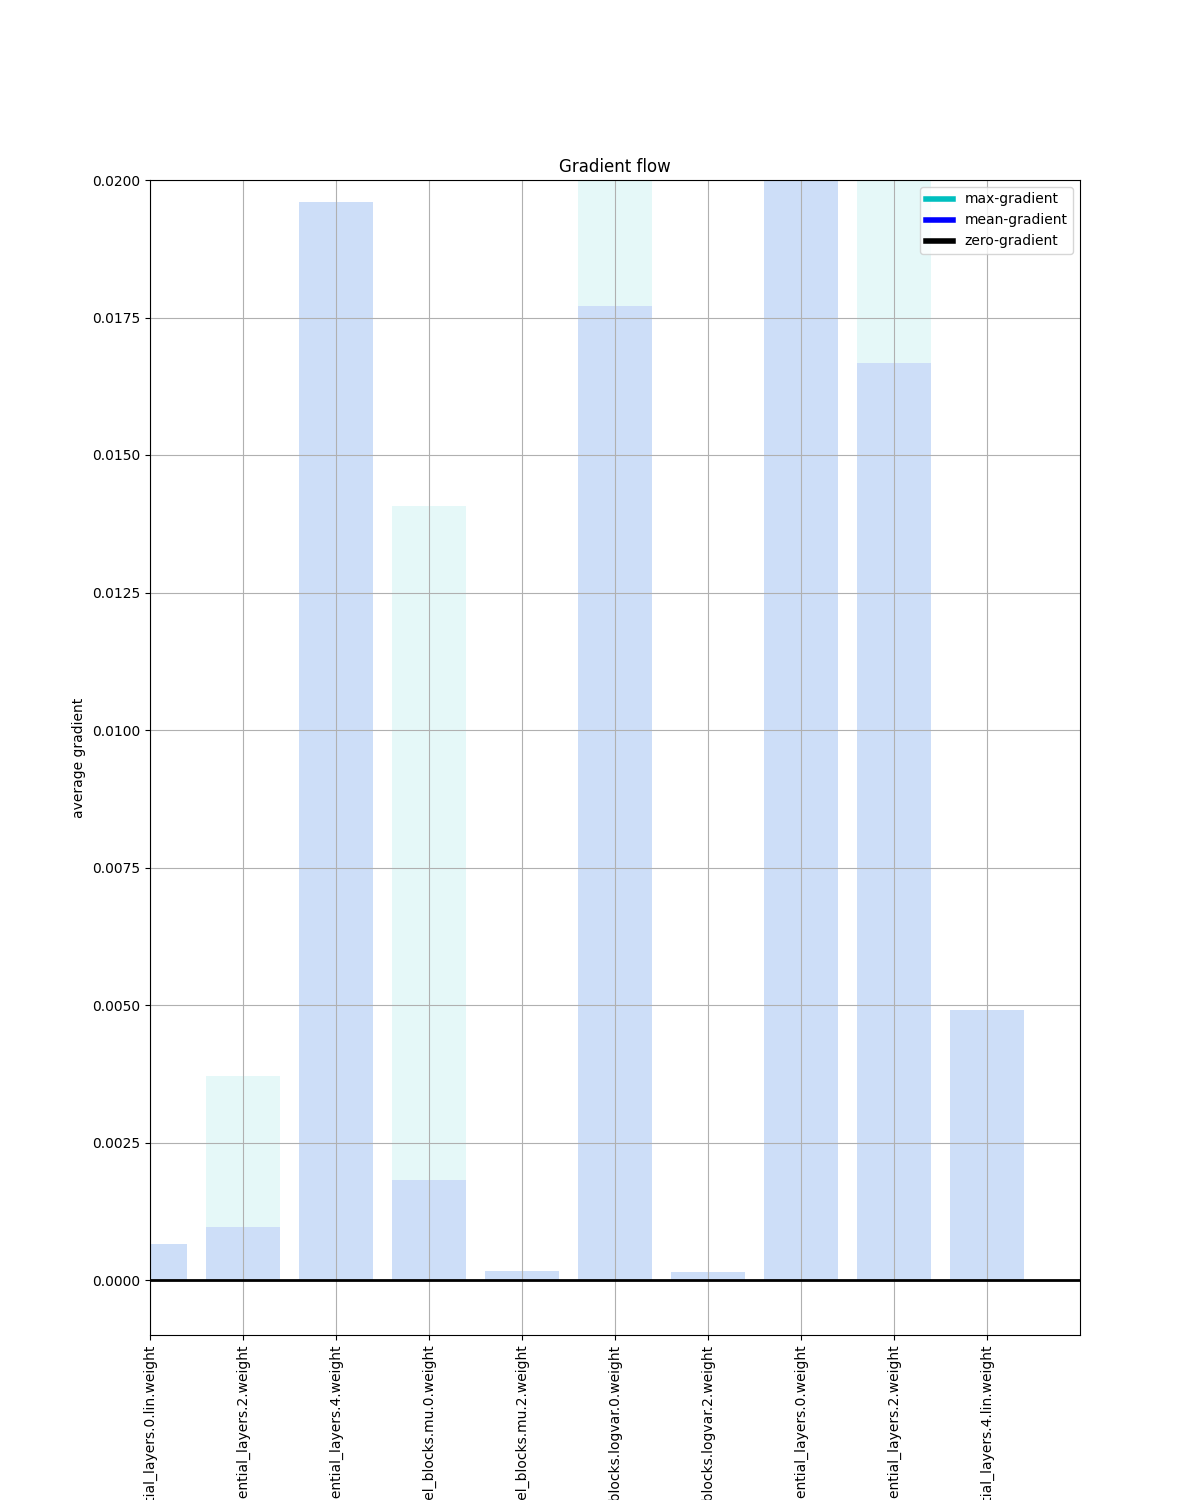 Gradient flow
max-gradient
mean-gradient
zero-gradient
average gradient
0.0200
0.0175
0.0150
0.0125
0.0100
0.0075
0.0050
0.0025
0.0000
tial_layers.0.lin.weight
ential_layers.2.weight
ential_layers.4.weight
el_blocks.mu.0.weight
el_blocks.mu.2.weight
blocks.logvar.0.weight
blocks.logvar.2.weight
ential_layers.0.weight
ential_layers.2.weight
tial_layers.4.lin.weight